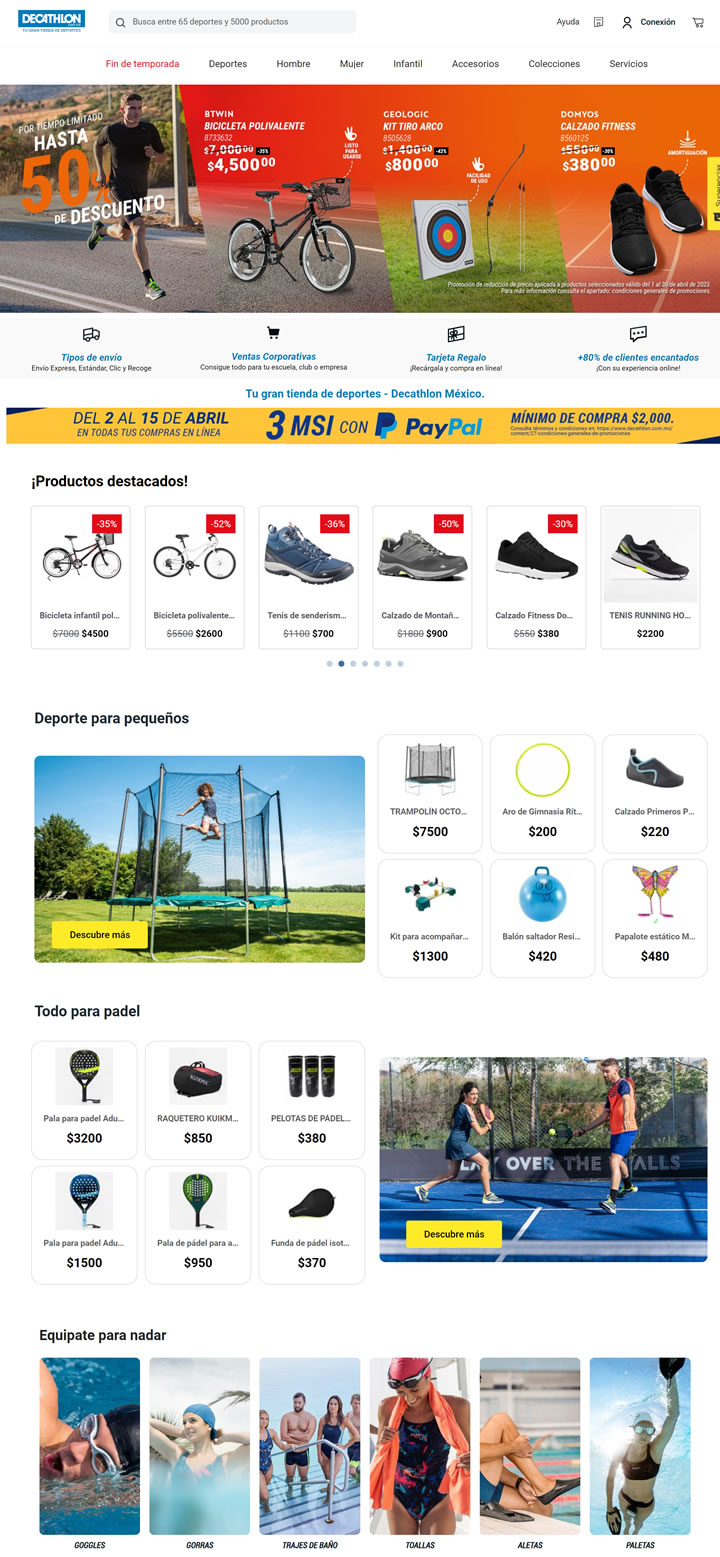 DECATHLON
TU GRAN TIENDA DE DEPORTES
Busca entre 65 deportes y 5000 productos
Ayuda
Conexión
Fin de temporada
Deportes
Hombre
Mujer
Infantil
Accesorios
Colecciones
Servicios
POR TIEMPO LIMITADO
HASTA
50%
DE DESCUENTO
BTWIN
BICICLETA POLIVALENTE
8733632
$7,000.00 -35%
$4,500.00
LISTO
PARA
USARSE
GEOLOGIC
KIT TIRO ARCO
8505628
$1,400.00 -42%
$800.00
FACILIDAD
DE USO
DOMYOS
CALZADO FITNESS
8560125
$550.00 -30%
$380.00
AMORTIGUACIÓN
Sugerencias
Promoción de reducción de precio aplicada a productos seleccionados válido del 1 al 30 de abril de 2023.
Para más información consulta el apartado: condiciones generales de promociones.
Tipos de envío
Envío Express, Estándar, Clic y Recoge
Ventas Corporativas
Consigue todo para tu escuela, club o empresa
Tarjeta Regalo
¡Recárgala y compra en línea!
+80% de clientes encantados
¡Con su experiencia online!
Tu gran tienda de deportes - Decathlon México.
DEL 2 AL 15 DE ABRIL
EN TODAS TUS COMPRAS EN LÍNEA
3 MSI CON PayPal
MÍNIMO DE COMPRA $2,000.
Consulta términos y condiciones en: https://www.decathlon.com.mx/
content/27-condiciones-generales-de-promociones
¡Productos destacados!
-35%
Bicicleta infantil pol...
$7000 $4500
-52%
Bicicleta polivalente...
$5500 $2600
-36%
Tenis de senderism...
$1100 $700
-50%
Calzado de Montañ...
$1800 $900
-30%
Calzado Fitness Do...
$550 $380
TENIS RUNNING HO...
$2200
Deporte para pequeños
Descubre más
TRAMPOLÍN OCTO...
$7500
Aro de Gimnasia Rít...
$200
Calzado Primeros P...
$220
Kit para acompañar...
$1300
Balón saltador Resi...
$420
Papalote estático M...
$480
Todo para padel
Pala para padel Adu...
$3200
RAQUETERO KUIKM...
$850
PELOTAS DE PÁDEL...
$380
Pala para padel Adu...
$1500
Pala de pádel para a...
$950
Funda de pádel isot...
$370
PLAY OVER THE WALLS
Descubre más
Equipate para nadar
GOGGLES
GORRAS
TRAJES DE BAÑO
TOALLAS
ALETAS
PALETAS